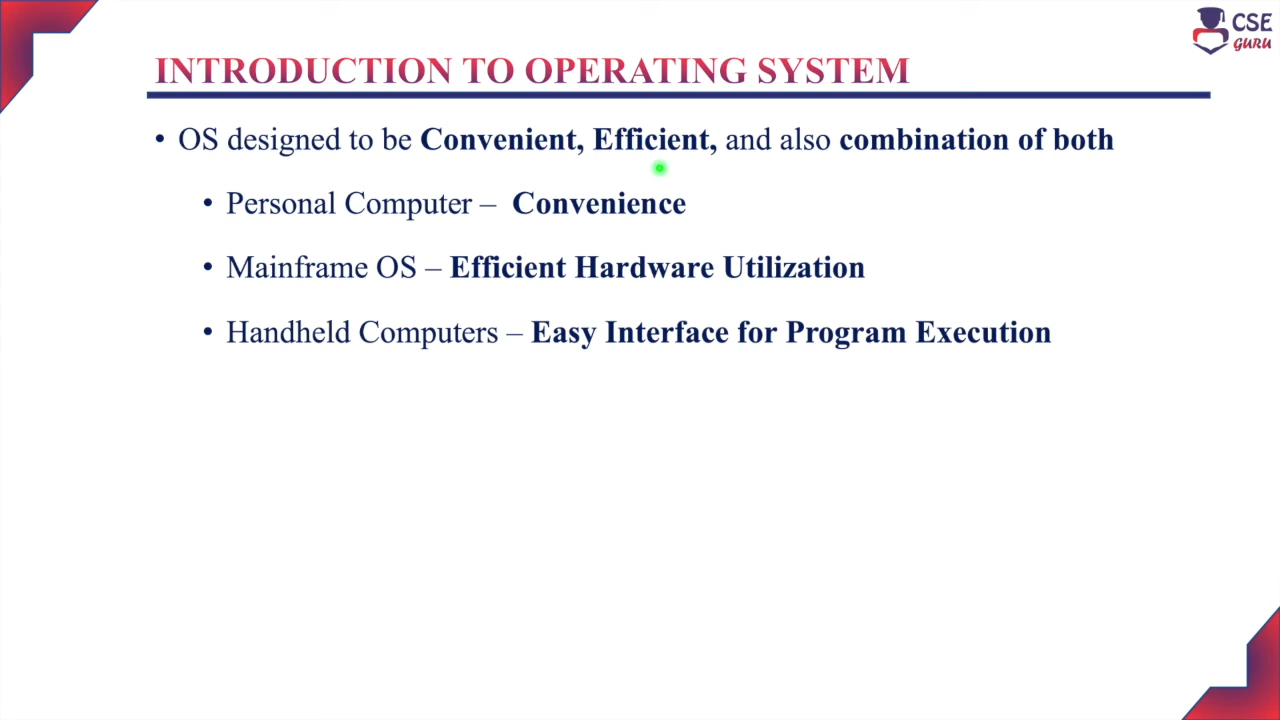 CSE
GURU
INTRODUCTION TO OPERATING SYSTEM
• OS designed to be Convenient, Efficient, and also combination of both
• Personal Computer – Convenience
• Mainframe OS – Efficient Hardware Utilization
• Handheld Computers – Easy Interface for Program Execution